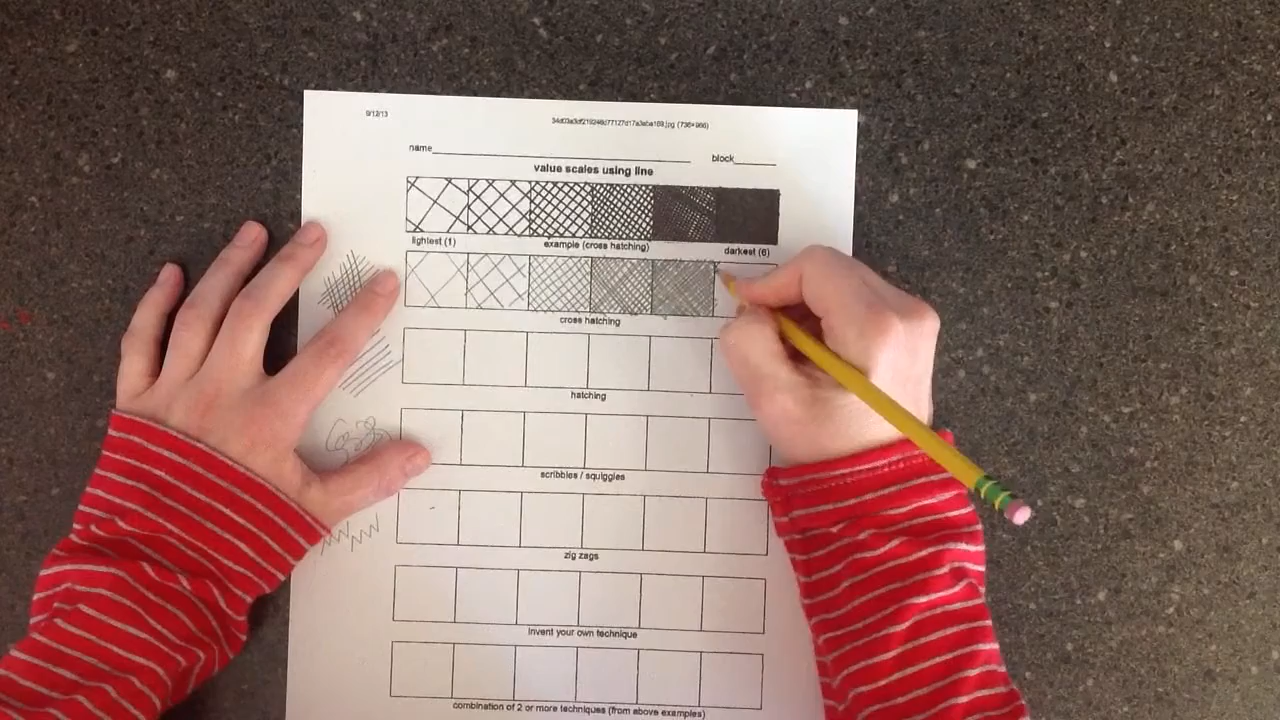 9/12/13
name block
value scales using line
lightest (1) example (cross hatching) darkest (6)
cross hatching
hatching
scribbles / squiggles
zig zags
invent your own technique
combination of 2 or more techniques (from above examples)